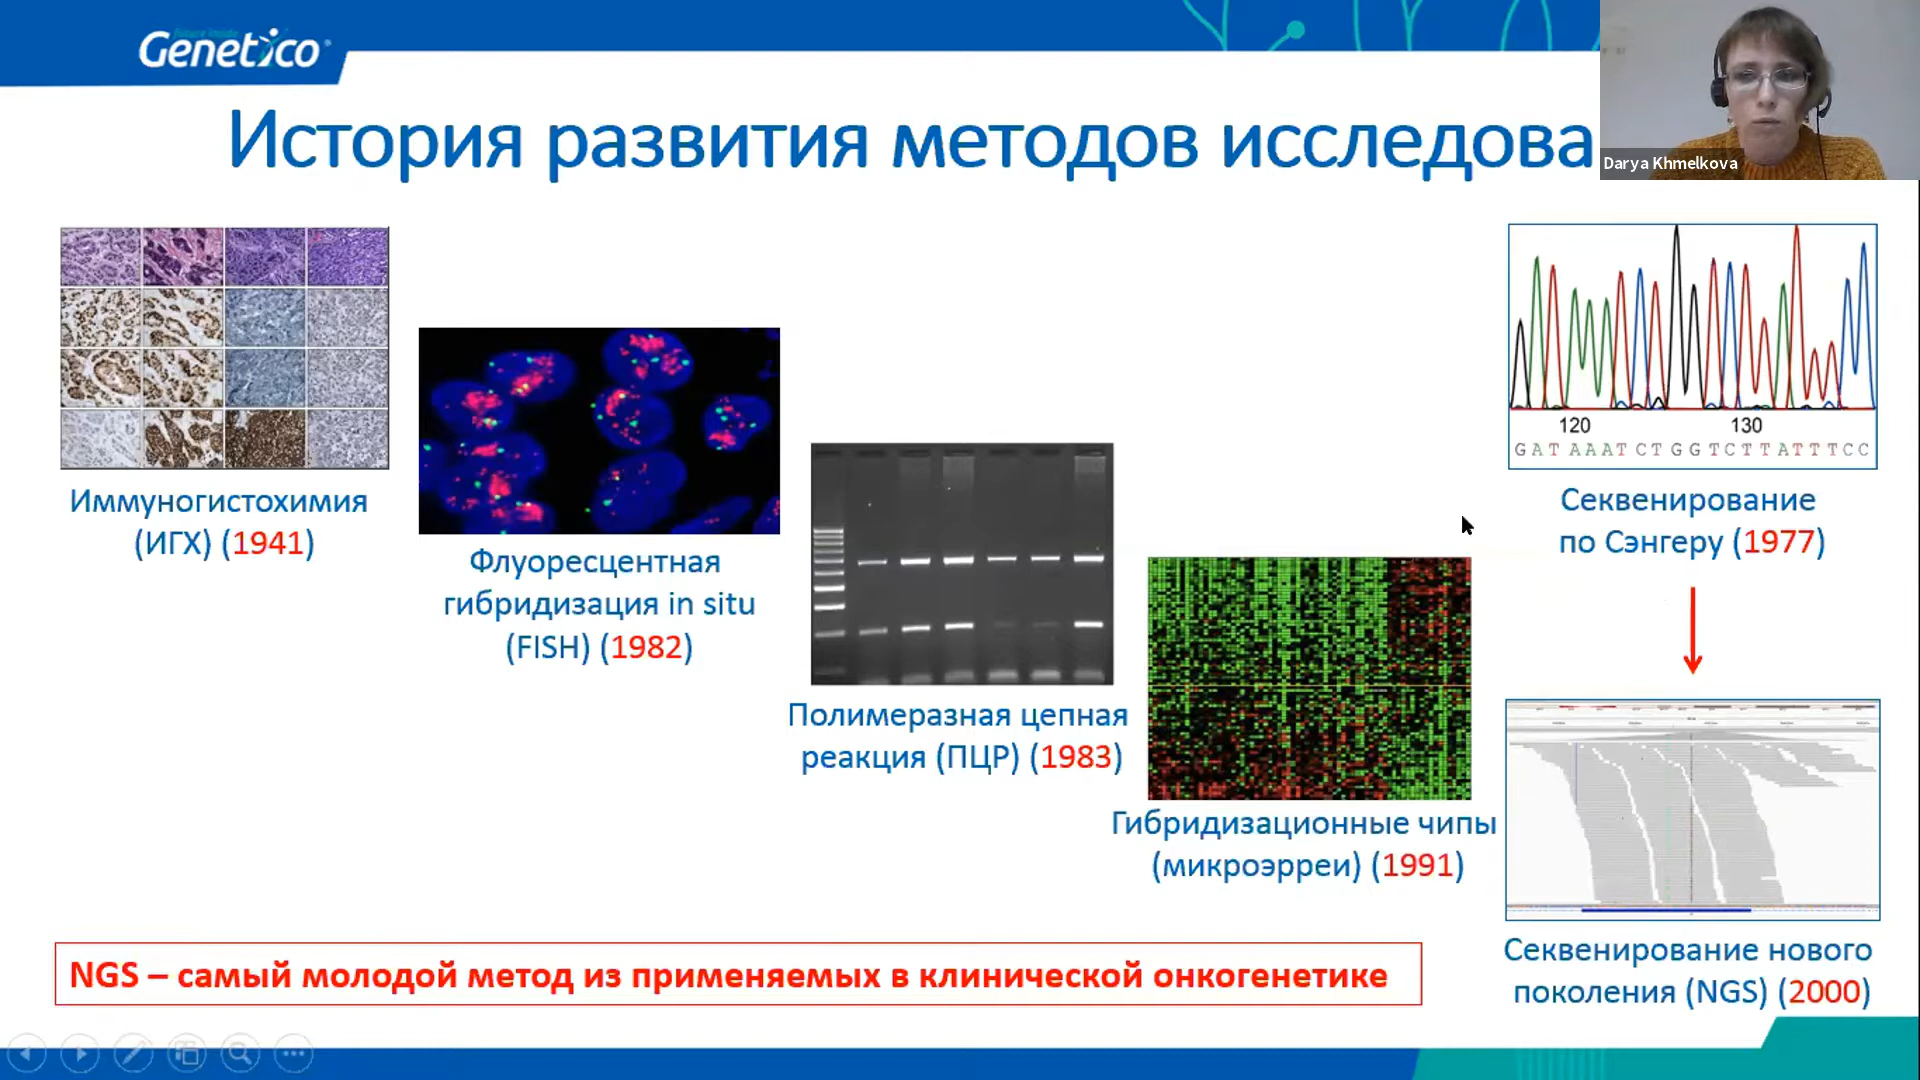 Genetico
История развития методов исследова
Darya Khmelkova
Иммуногистохимия
(ИГХ) (1941)
Флуоресцентная
гибридизация in situ
(FISH) (1982)
Полимеразная цепная
реакция (ПЦР) (1983)
Гибридизационные чипы
(микроэрреи) (1991)
120 130
GATAAATCTGGTCTTATTTCC
Секвенирование
по Сэнгеру (1977)
Секвенирование нового
поколения (NGS) (2000)
NGS – самый молодой метод из применяемых в клинической онкогенетике